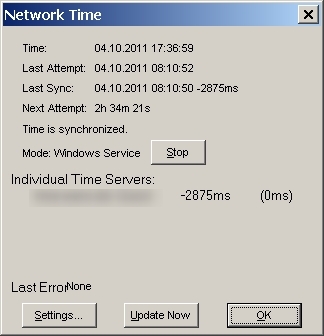 Network Time
Time: 04.10.2011 17:36:59
Last Attempt: 04.10.2011 08:10:52
Last Sync: 04.10.2011 08:10:50 -2875ms
Next Attempt: 2h 34m 21s
Time is synchronized.
Mode: Windows Service Stop
Individual Time Servers:
-2875ms (0ms)
Last Error None
Settings... Update Now OK